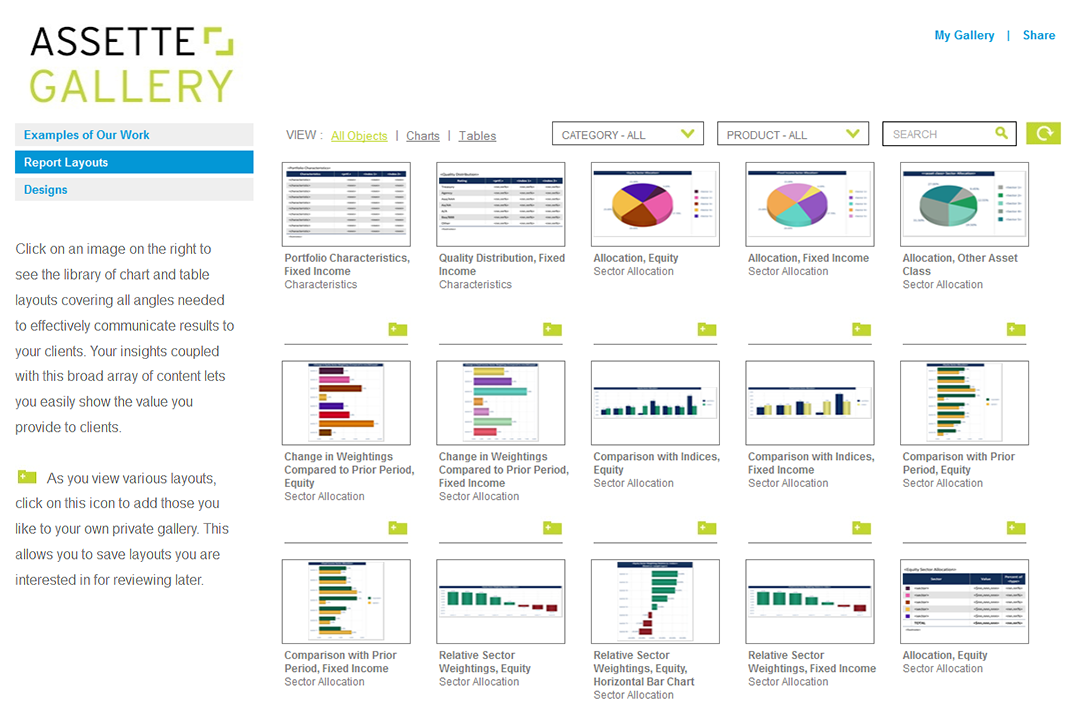 ASSETTE
GALLERY
My Gallery | Share
Examples of Our Work
Report Layouts
Designs
VIEW : All Objects | Charts | Tables
CATEGORY - ALL
PRODUCT - ALL
SEARCH
Click on an image on the right to
see the library of chart and table
layouts covering all angles needed
to effectively communicate results to
your clients. Your insights coupled
with this broad array of content lets
you easily show the value you
provide to clients.
As you view various layouts,
click on this icon to add those you
like to your own private gallery. This
allows you to save layouts you are
interested in for reviewing later.
Portfolio Characteristics,
Fixed Income
Characteristics
Quality Distribution, Fixed
Income
Characteristics
Allocation, Equity
Sector Allocation
Allocation, Fixed Income
Sector Allocation
Allocation, Other Asset
Class
Sector Allocation
Change in Weightings
Compared to Prior Period,
Equity
Sector Allocation
Change in Weightings
Compared to Prior Period,
Fixed Income
Sector Allocation
Comparison with Indices,
Equity
Sector Allocation
Comparison with Indices,
Fixed Income
Sector Allocation
Comparison with Prior
Period, Equity
Sector Allocation
Comparison with Prior
Period, Fixed Income
Sector Allocation
Relative Sector
Weightings, Equity
Sector Allocation
Relative Sector
Weightings, Equity,
Horizontal Bar Chart
Sector Allocation
Relative Sector
Weightings, Fixed Income
Sector Allocation
<Equity Sector Allocation>
Sector Value Percent of
TOTAL
Allocation, Equity
Sector Allocation